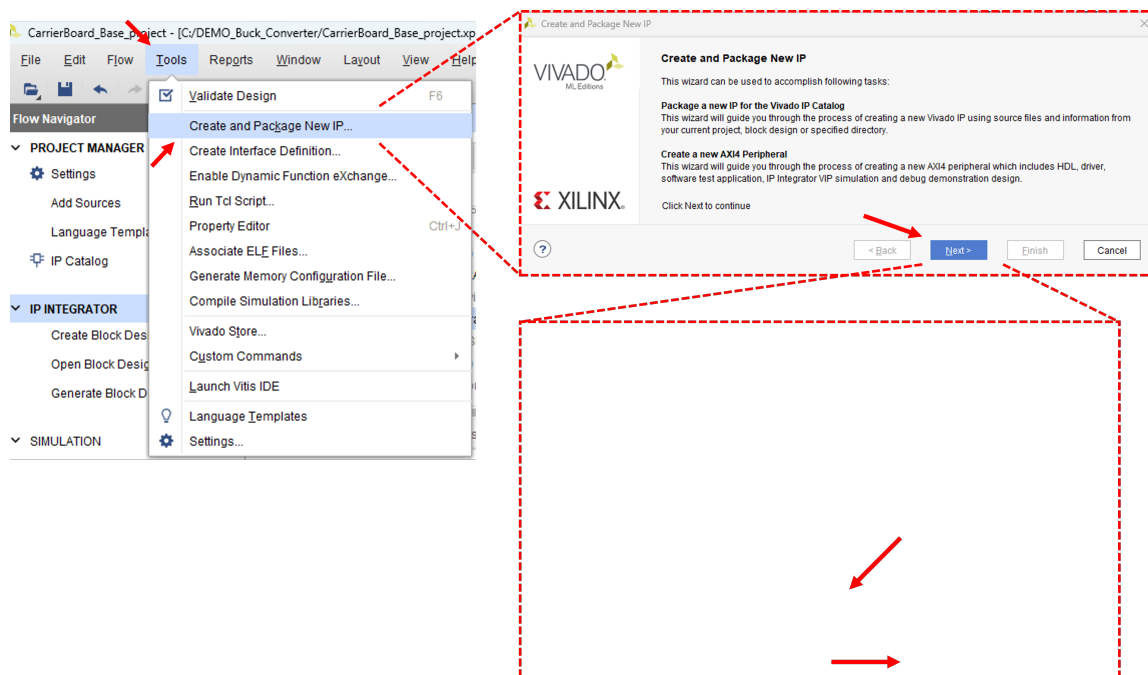 CarrierBoard_Base_project - [C:/DEMO_Buck_Converter/CarrierBoard_Base_project.xp
File Edit Flow Tools Reports Window Layout View Help
Flow Navigator
PROJECT MANAGER
Settings
Add Sources
Language Templa
IP Catalog
IP INTEGRATOR
Create Block Des
Open Block Desig
Generate Block D
SIMULATION
Validate Design F6
Create and Package New IP...
Create Interface Definition...
Enable Dynamic Function eXchange...
Run Tcl Script...
Property Editor Ctrl+J
Associate ELF Files...
Generate Memory Configuration File...
Compile Simulation Libraries...
Vivado Store...
Custom Commands
Launch Vitis IDE
Language Templates
Settings...
Create and Package New IP
VIVADO
ML Editions
XILINX
Create and Package New IP
This wizard can be used to accomplish following tasks:
Package a new IP for the Vivado IP Catalog
This wizard will guide you through the process of creating a new Vivado IP using source files and information from
your current project, block design or specified directory.
Create a new AXI4 Peripheral
This wizard will guide you through the process of creating a new AXI4 peripheral which includes HDL, driver,
software test application, IP Integrator VIP simulation and debug demonstration design.
Click Next to continue
? < Back Next > Finish Cancel